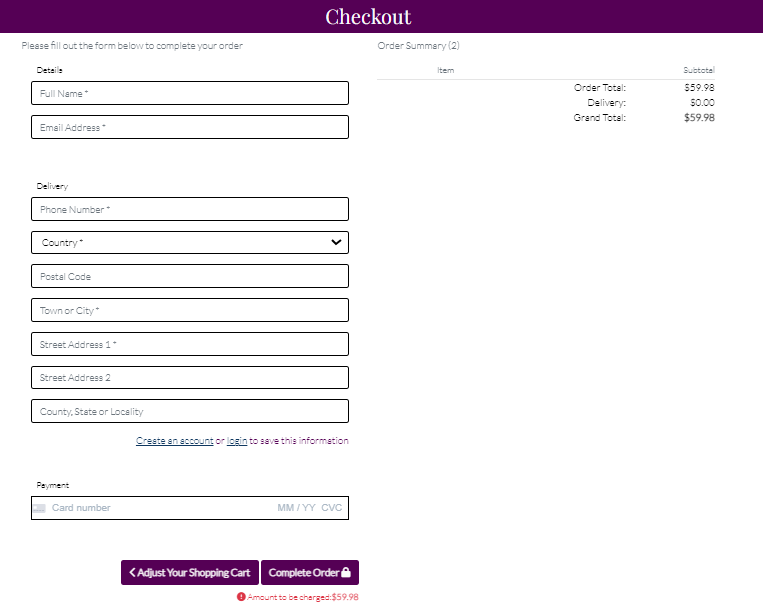 Checkout
Please fill out the form below to complete your order
Details
Full Name *
Email Address *
Delivery
Phone Number *
Country *
Postal Code
Town or City *
Street Address 1 *
Street Address 2
County, State or Locality
Create an account or login to save this information
Payment
Card number MM / YY CVC
Adjust Your Shopping Cart Complete Order
Amount to be charged:$59.98
Order Summary (2)
Item Subtotal
Order Total: $59.98
Delivery: $0.00
Grand Total: $59.98